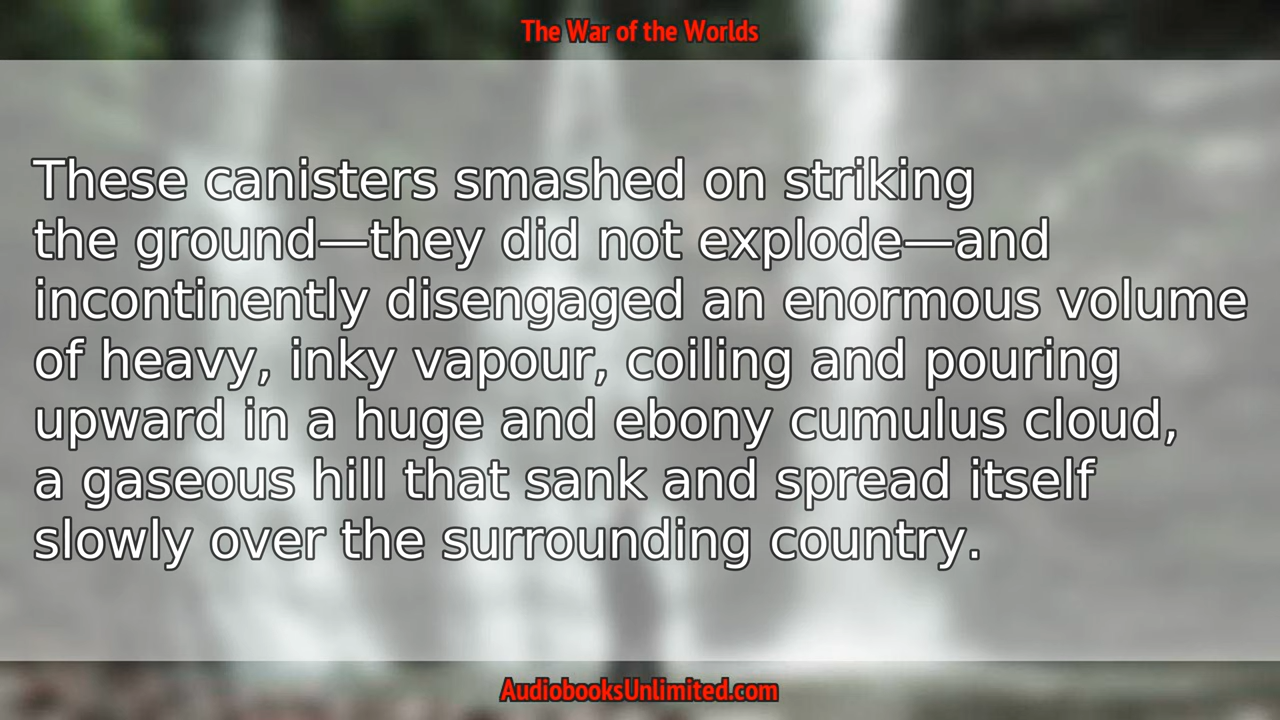 The War of the Worlds
These canisters smashed on striking
the ground—they did not explode—and
incontinently disengaged an enormous volume
of heavy, inky vapour, coiling and pouring
upward in a huge and ebony cumulus cloud,
a gaseous hill that sank and spread itself
slowly over the surrounding country.
AudiobooksUnlimited.com